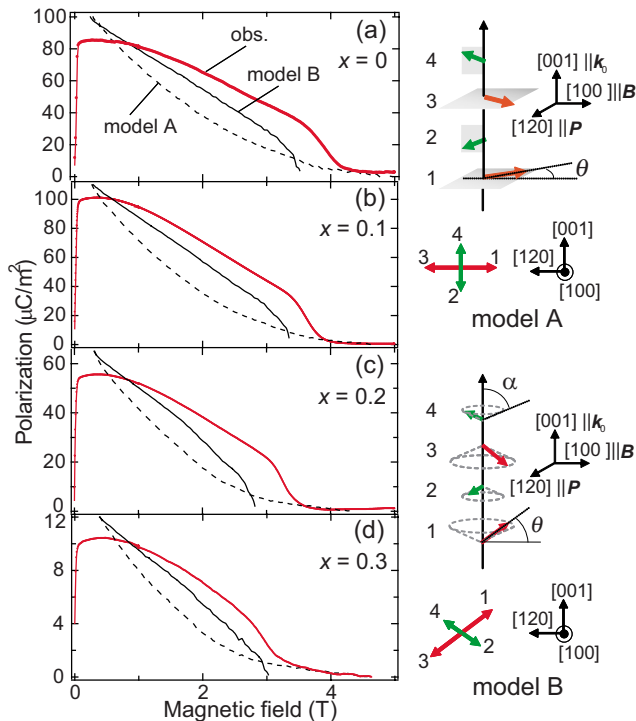 Polarization (μC/m²)
100
80
60
40
20
0
(a)
x = 0
obs.
model B
model A
100
80
60
40
20
0
(b)
x = 0.1
60
40
20
0
(c)
x = 0.2
12
8
4
0
(d)
x = 0.3
0
2
4
Magnetic field (T)
4
3
2
1
θ
[001] ||k₀
[100 ]||B
[120] ||P
4
3
1
2
[001]
[120]
[100]
model A
4
3
2
1
α
θ
[001] ||k₀
[100 ]||B
[120] ||P
1
4
2
3
[001]
[120]
[100]
model B